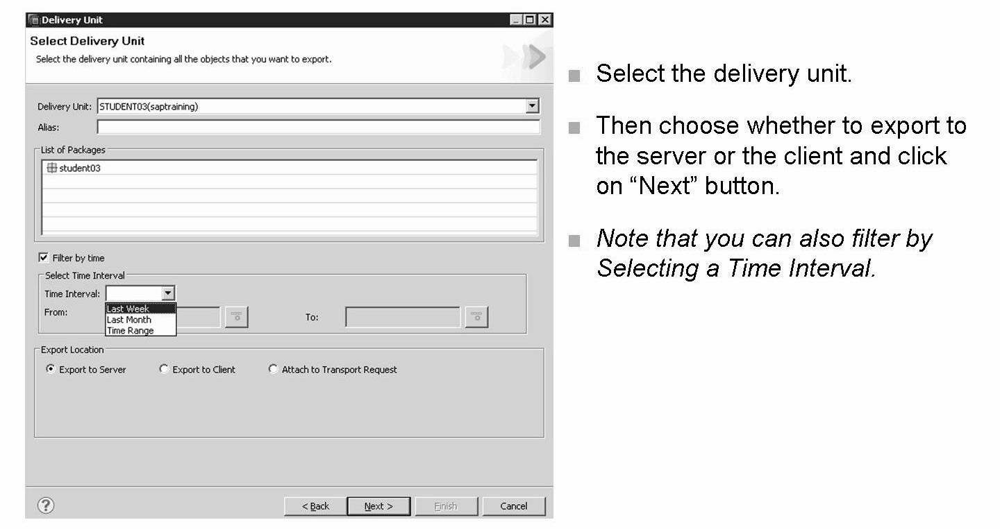 Delivery Unit
Select Delivery Unit
Select the delivery unit containing all the objects that you want to export.
Delivery Unit: STUDENT03(saptraining)
Alias:
List of Packages
student03
Filter by time
Select Time Interval
Time Interval:
Last Week
Last Month
Time Range
From:
To:
Export Location
Export to Server Export to Client Attach to Transport Request
? < Back Next > Finish Cancel
Select the delivery unit.
Then choose whether to export to
the server or the client and click
on “Next” button.
Note that you can also filter by
Selecting a Time Interval.